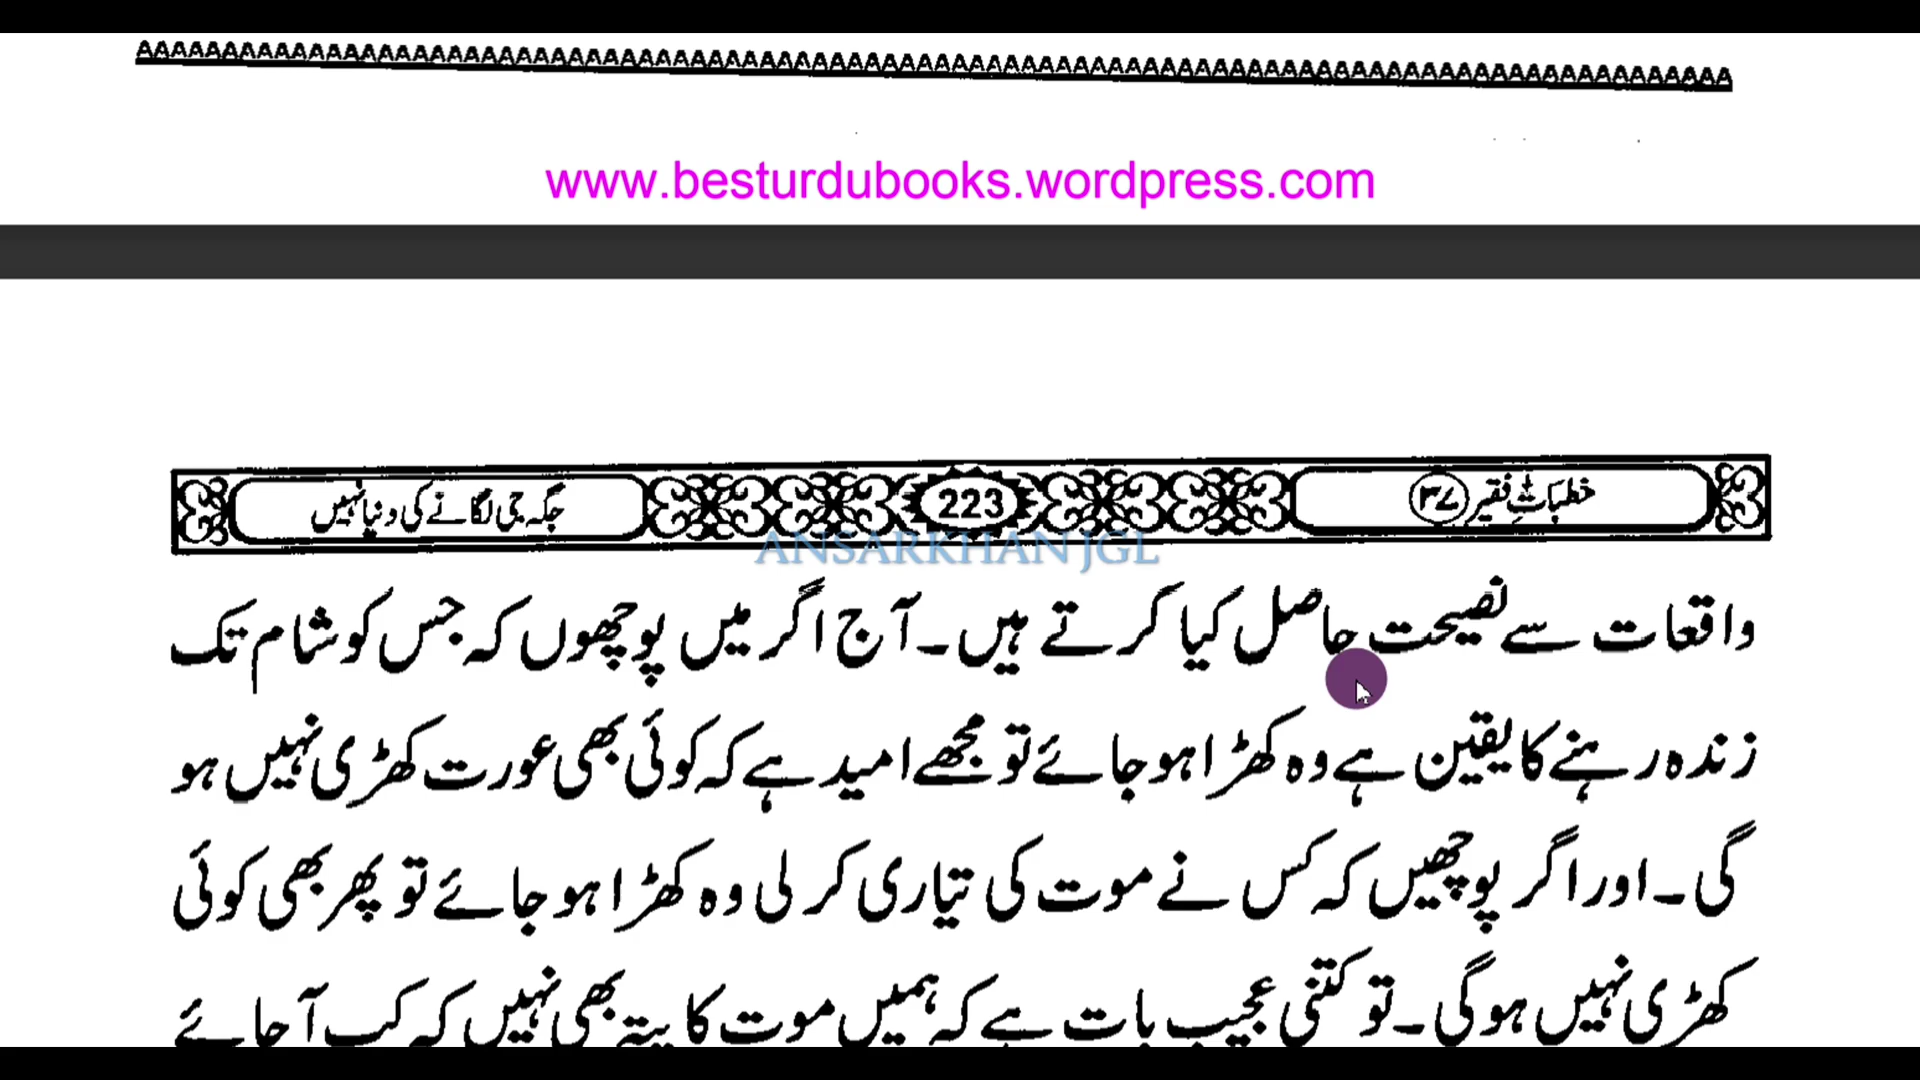 www.besturdubooks.wordpress.com
خطباتِ فقیر ۳۷ 223 جگہ جی لگانے کی دنیا نہیں
ANSARKHAN JGL
واقعات سے نصیحت حاصل کیا کرتے ہیں۔ آج اگر میں پوچھوں کہ جس کو شام تک
زندہ رہنے کا یقین ہے وہ کھڑا ہو جائے تو مجھے امید ہے کہ کوئی بھی عورت کھڑی نہیں ہو
گی۔ اور اگر پوچھیں کہ کس نے موت کی تیاری کر لی وہ کھڑا ہو جائے تو پھر بھی کوئی
کھڑی نہیں ہوگی۔ تو کتنی عجیب بات ہے کہ ہمیں موت کا پتہ بھی نہیں کہ کب آ جائے